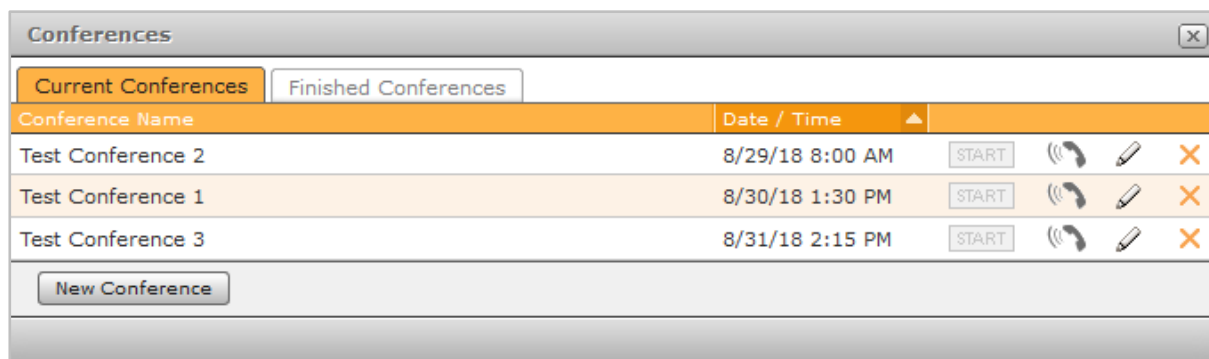 Conferences
Current Conferences Finished Conferences
Conference Name Date / Time
Test Conference 2 8/29/18 8:00 AM START
Test Conference 1 8/30/18 1:30 PM START
Test Conference 3 8/31/18 2:15 PM START
New Conference